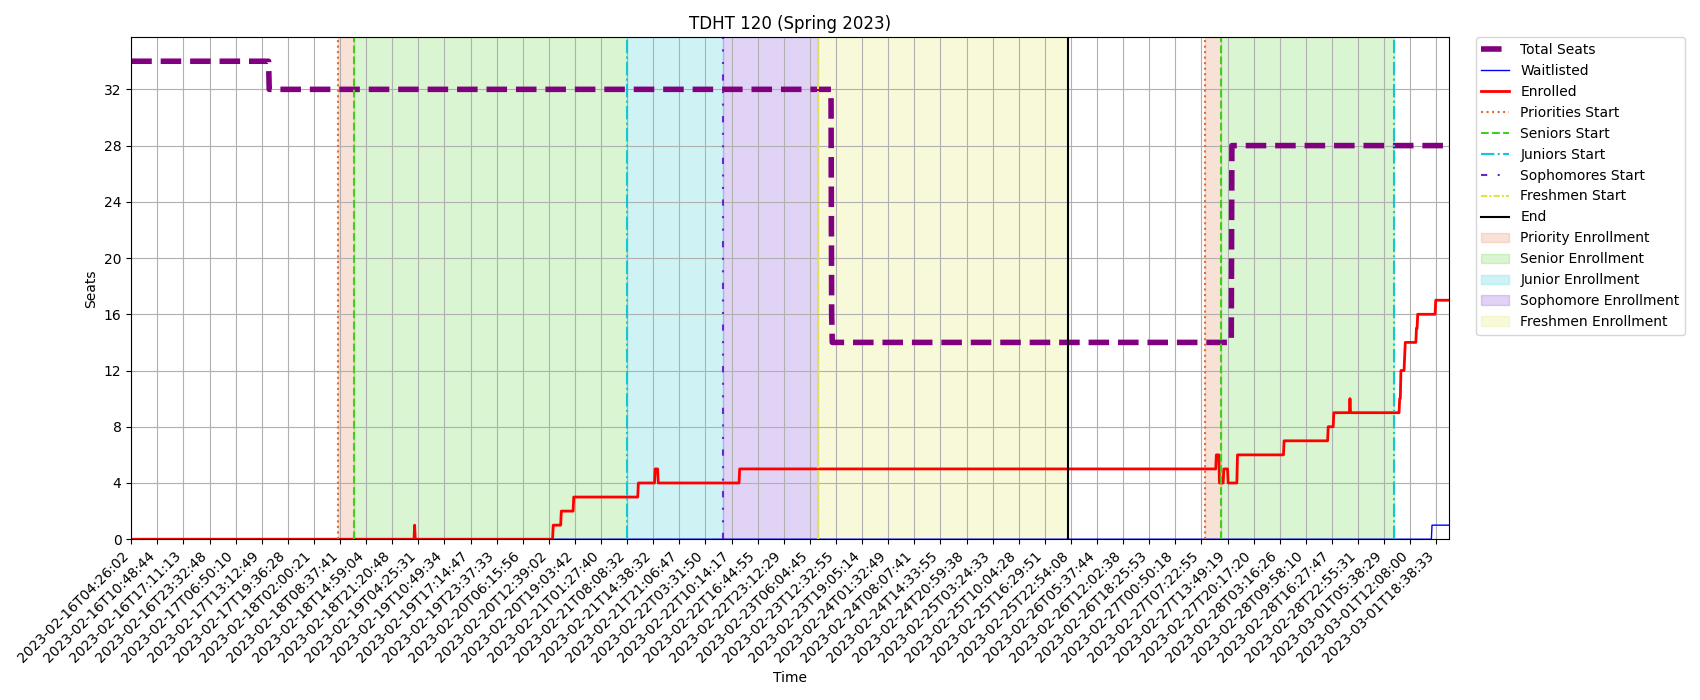 TDHT 120 (Spring 2023)
Seats
32
28
24
20
16
12
8
4
0
2023-02-16T04:26:02
2023-02-16T10:48:44
2023-02-16T17:11:13
2023-02-16T23:32:48
2023-02-17T06:50:10
2023-02-17T13:12:49
2023-02-17T19:36:28
2023-02-18T02:00:21
2023-02-18T08:37:41
2023-02-18T14:59:04
2023-02-18T21:20:48
2023-02-19T04:25:31
2023-02-19T10:49:34
2023-02-19T17:14:47
2023-02-19T23:37:33
2023-02-20T06:15:56
2023-02-20T12:39:02
2023-02-20T19:03:42
2023-02-21T01:27:40
2023-02-21T08:08:32
2023-02-21T14:38:32
2023-02-21T21:06:47
2023-02-22T03:31:50
2023-02-22T10:14:17
2023-02-22T16:44:55
2023-02-22T23:12:29
2023-02-23T06:04:45
2023-02-23T12:32:55
2023-02-23T19:05:14
2023-02-24T01:32:49
2023-02-24T08:07:41
2023-02-24T14:33:55
2023-02-24T20:59:38
2023-02-25T03:24:33
2023-02-25T10:04:28
2023-02-25T16:29:51
2023-02-25T22:54:08
2023-02-26T05:37:44
2023-02-26T12:02:38
2023-02-26T18:25:53
2023-02-27T00:50:18
2023-02-27T07:22:55
2023-02-27T13:49:19
2023-02-27T20:17:20
2023-02-28T03:16:26
2023-02-28T09:58:10
2023-02-28T16:27:47
2023-02-28T22:55:31
2023-03-01T05:38:29
2023-03-01T12:08:00
2023-03-01T18:38:33
Time
Total Seats
Waitlisted
Enrolled
Priorities Start
Seniors Start
Juniors Start
Sophomores Start
Freshmen Start
End
Priority Enrollment
Senior Enrollment
Junior Enrollment
Sophomore Enrollment
Freshmen Enrollment